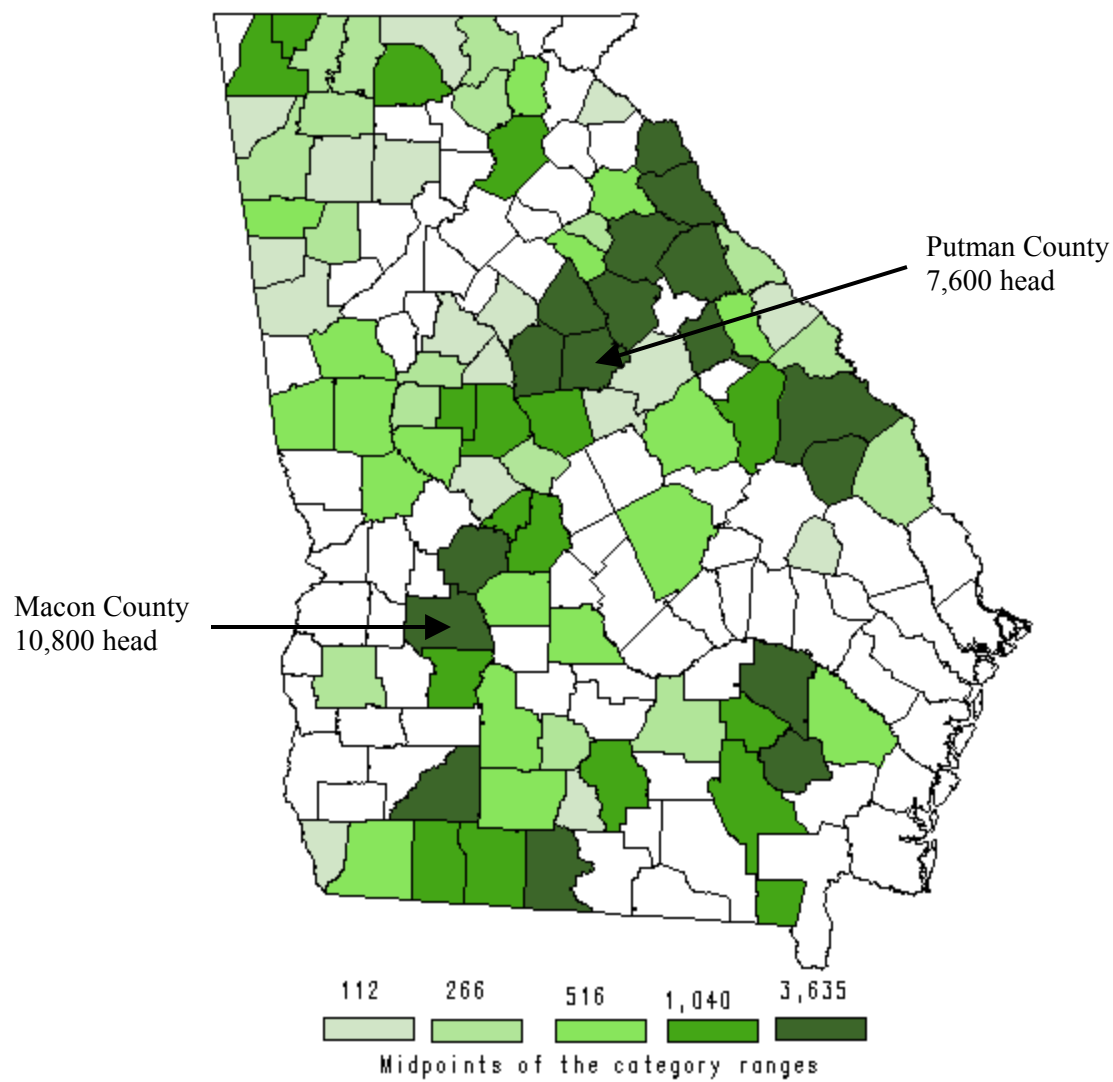 Putman County
7,600 head
Macon County
10,800 head
112 266 516 1,040 3,635
Midpoints of the category ranges